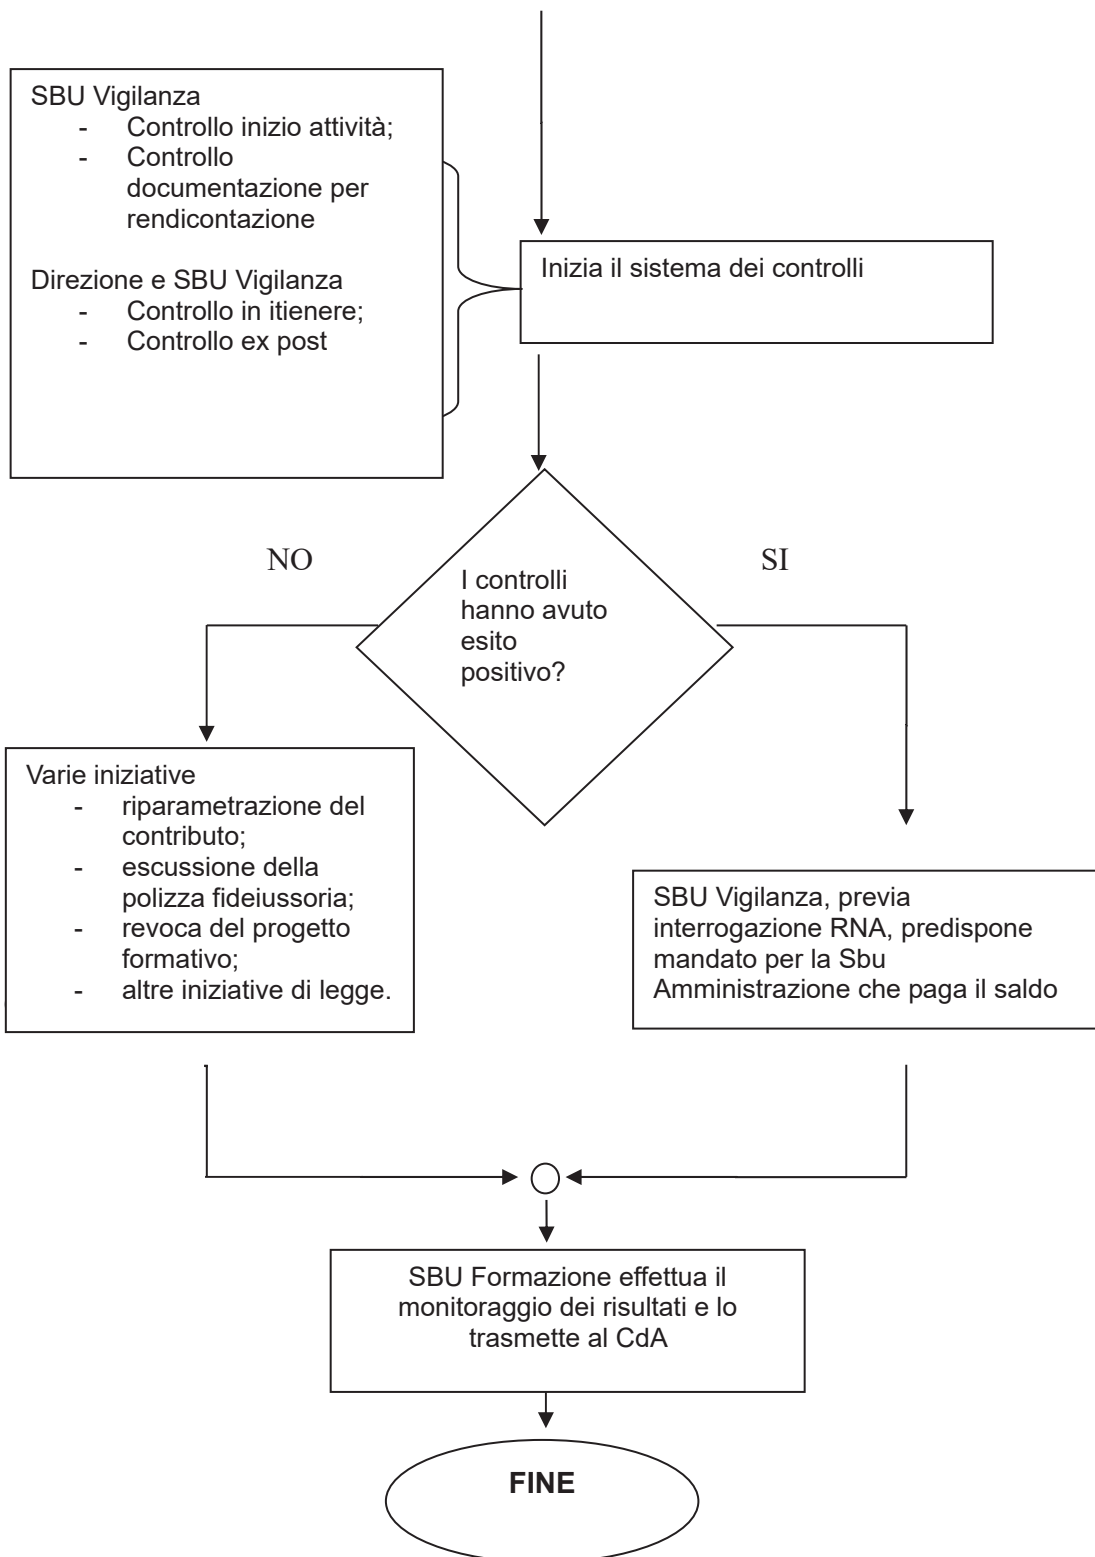 SBU Vigilanza
- Controllo inizio attività;
- Controllo
documentazione per
rendicontazione
Direzione e SBU Vigilanza
- Controllo in itienere;
- Controllo ex post
Inizia il sistema dei controlli
NO
SI
I controlli
hanno avuto
esito
positivo?
Varie iniziative
- riparametrazione del
contributo;
- escussione della
polizza fideiussoria;
- revoca del progetto
formativo;
- altre iniziative di legge.
SBU Vigilanza, previa
interrogazione RNA, predispone
mandato per la Sbu
Amministrazione che paga il saldo
SBU Formazione effettua il
monitoraggio dei risultati e lo
trasmette al CdA
FINE